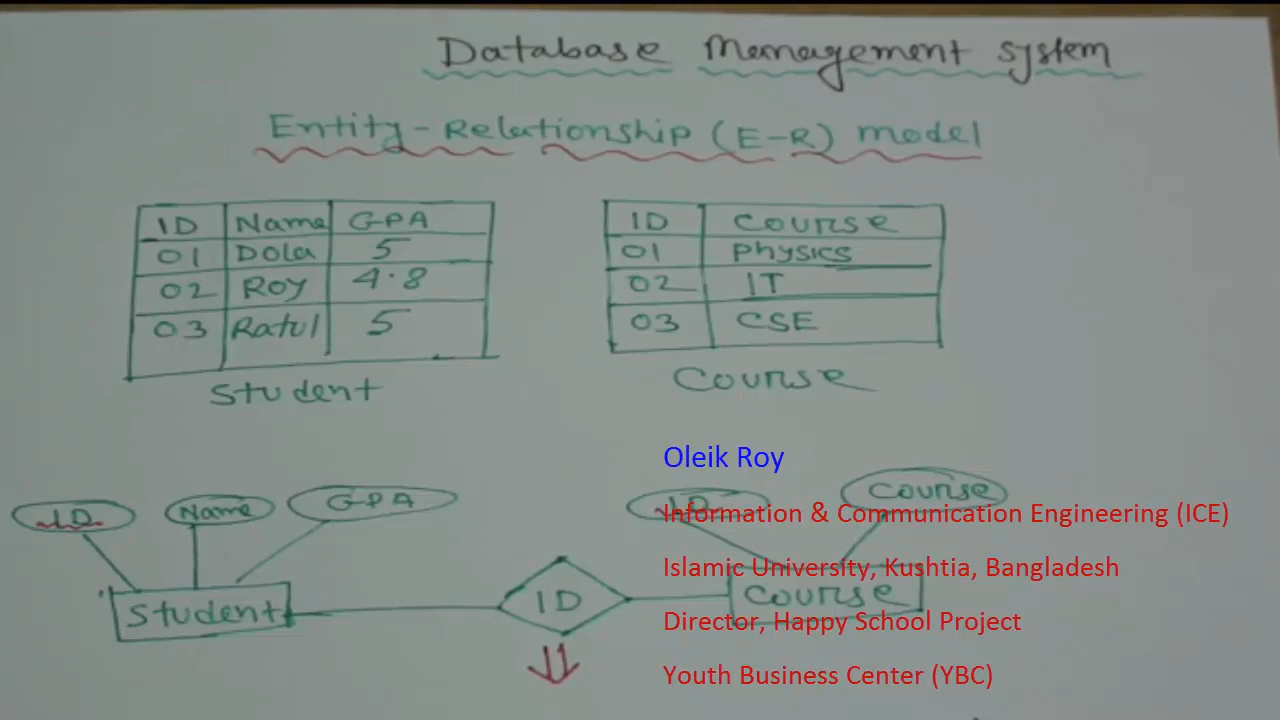 Database Management system
Entity-Relationship (E-R) model
ID Name GPA
01 Dola 5
02 Roy 4.8
03 Ratul 5
Student
ID Course
01 Physics
02 IT
03 CSE
Course
Oleik Roy
ID Name GPA
ID Course
Information & Communication Engineering (ICE)
Islamic University, Kushtia, Bangladesh
Student ID Course
Director, Happy School Project
Youth Business Center (YBC)